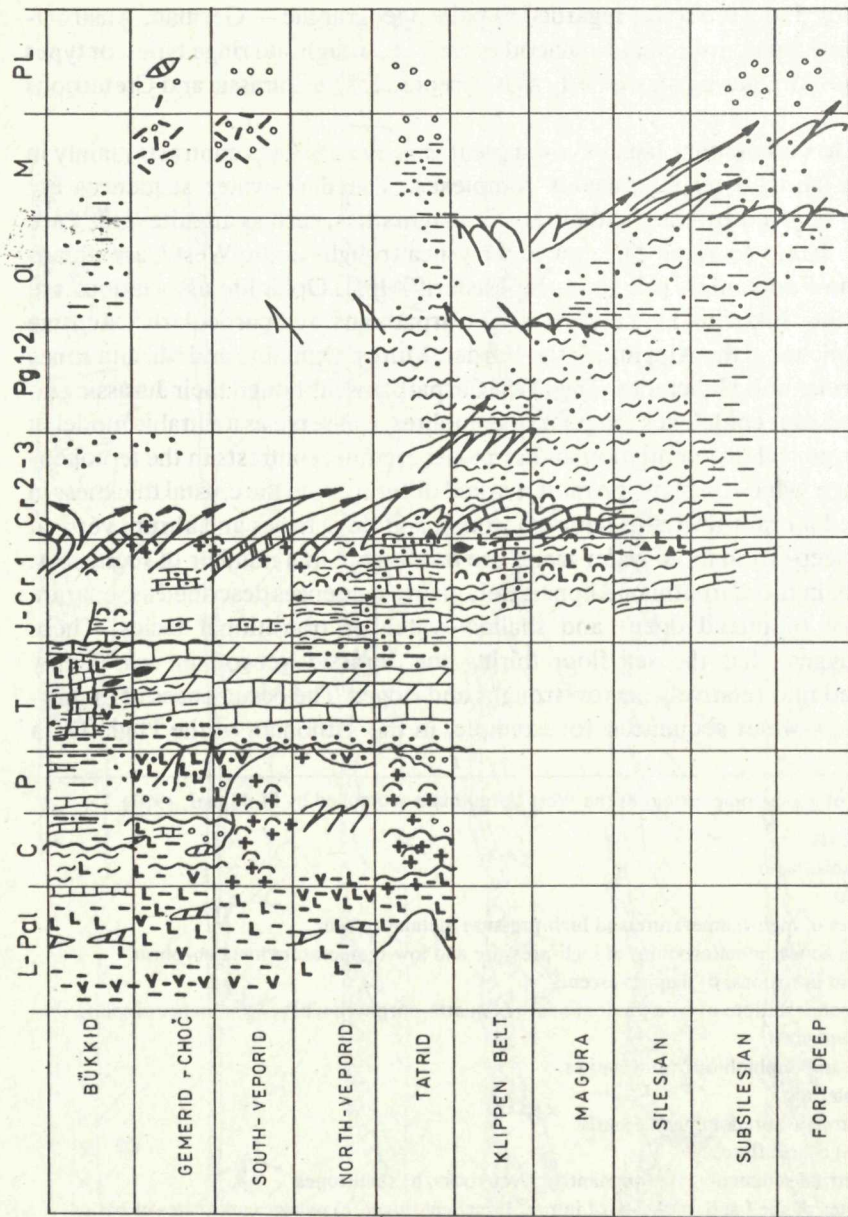 L-Pal C P T J-Cr 1 Cr 2-3 Pg1-2 Ol M PL
BÜKKID
GEMERID + CHOČ
SOUTH-VEPORID
NORTH-VEPORID
TATRID
KLIPPEN BELT
MAGURA
SILESIAN
SUBSILESIAN
FORE DEEP